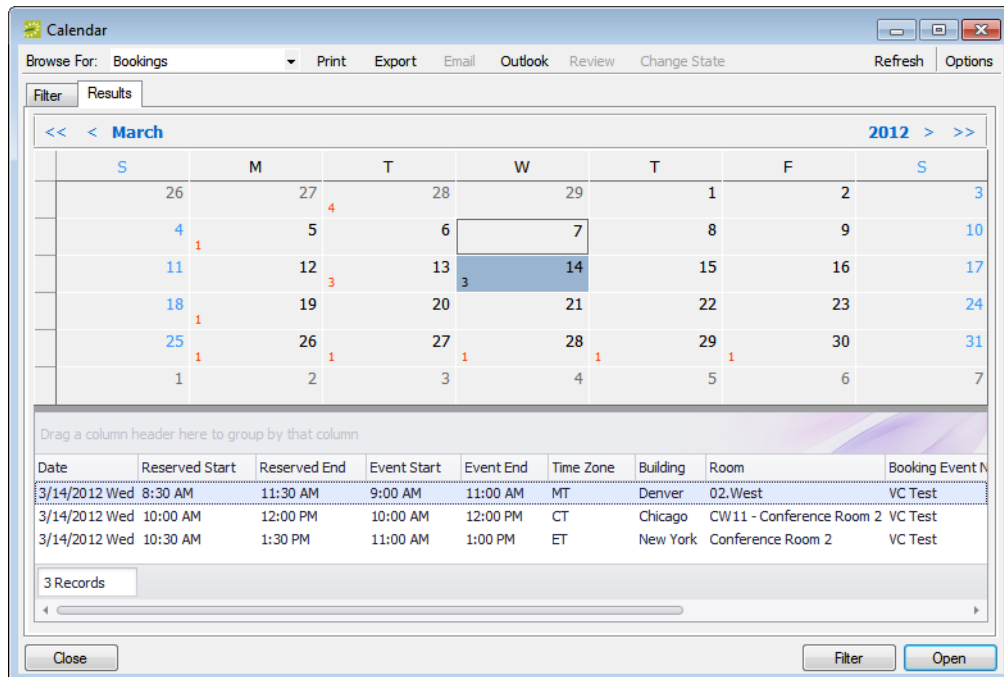 Calendar
Browse For: Bookings Print Export Email Outlook Review Change State Refresh Options
Filter Results
<< < March 2012 > >>
S M T W T F S
26 27 28 29 1 2 3
4
4 5 6 7 8 9 10
1
11 12 13 14 15 16 17
3 3
18 19 20 21 22 23 24
1
25 26 27 28 29 30 31
1 1 1 1 1
1 2 3 4 5 6 7
Drag a column header here to group by that column
Date Reserved Start Reserved End Event Start Event End Time Zone Building Room Booking Event N
3/14/2012 Wed 8:30 AM 11:30 AM 9:00 AM 11:00 AM MT Denver 02.West VC Test
3/14/2012 Wed 10:00 AM 12:00 PM 10:00 AM 12:00 PM CT Chicago CW11 - Conference Room 2 VC Test
3/14/2012 Wed 10:30 AM 1:30 PM 11:00 AM 1:00 PM ET New York Conference Room 2 VC Test
3 Records
Close Filter Open